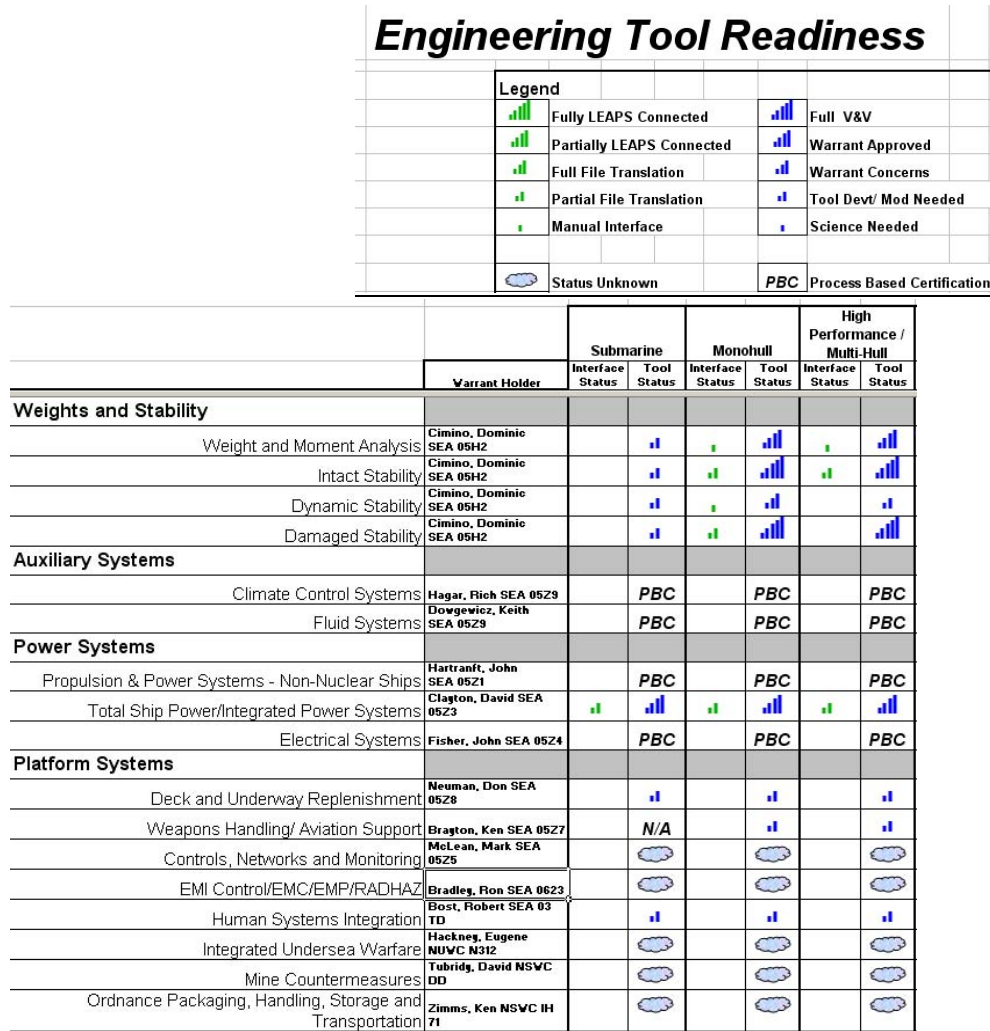 Engineering Tool Readiness
Legend
Fully LEAPS Connected Full V&V
Partially LEAPS Connected Warrant Approved
Full File Translation Warrant Concerns
Partial File Translation Tool Devt/ Mod Needed
Manual Interface Science Needed
Status Unknown PBC Process Based Certification
High
Performance /
Submarine Monohull Multi-Hull
Interface Tool Interface Tool Interface Tool
Warrant Holder Status Status Status Status Status Status
Weights and Stability
Cimino, Dominic
Weight and Moment Analysis SEA 05H2
Cimino, Dominic
Intact Stability SEA 05H2
Cimino, Dominic
Dynamic Stability SEA 05H2
Cimino, Dominic
Damaged Stability SEA 05H2
Auxiliary Systems
Climate Control Systems Hagar, Rich SEA 05Z9 PBC PBC PBC
Dowgewicz, Keith
Fluid Systems SEA 05Z9 PBC PBC PBC
Power Systems
Hartranft, John
Propulsion & Power Systems - Non-Nuclear Ships SEA 05Z1 PBC PBC PBC
Clayton, David SEA
Total Ship Power/Integrated Power Systems 05Z3
Electrical Systems Fisher, John SEA 05Z4 PBC PBC PBC
Platform Systems
Neuman, Don SEA
Deck and Underway Replenishment 05Z8
Weapons Handling/ Aviation Support Brayton, Ken SEA 05Z7 N/A
McLean, Mark SEA
Controls, Networks and Monitoring 05Z5
EMI Control/EMC/EMP/RADHAZ Bradley, Ron SEA 0623
Bost, Robert SEA 03
Human Systems Integration TD
Hackney, Eugene
Integrated Undersea Warfare NUWC N312
Tubridy, David NSWC
Mine Countermeasures DD
Ordnance Packaging, Handling, Storage and Zimms, Ken NSWC IH
Transportation 71